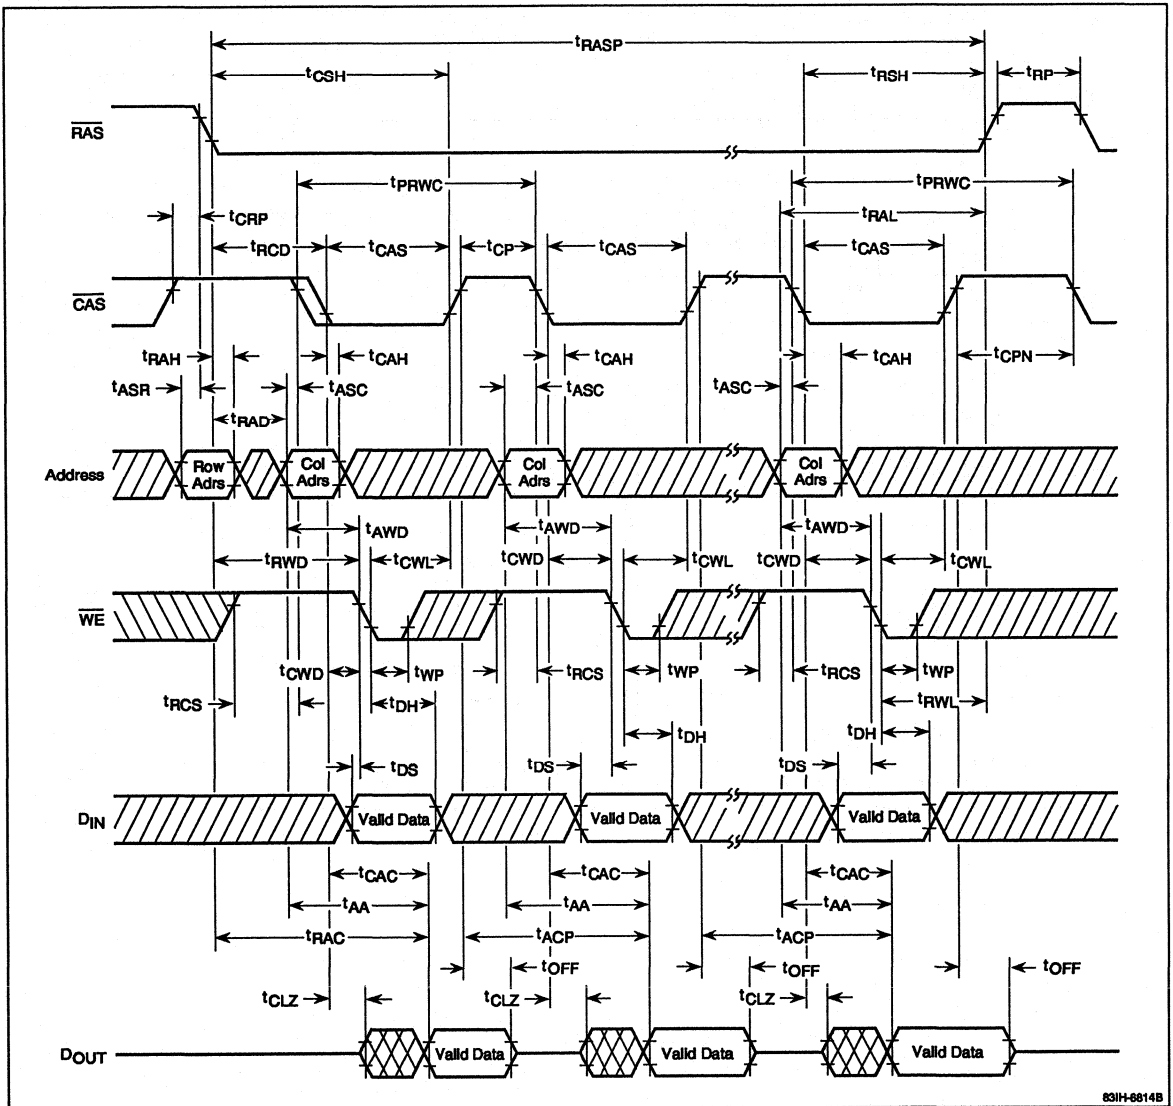 tRASP
tCSH
tRSH
tRP
RAS
tPRWC
tPRWC
tCRP
tRAL
tRCD
tCAS
tCP
tCAS
tCAS
CAS
tRAH
tCAH
tCAH
tCAH
tCPN
tASR
tASC
tASC
tASC
tRAD
Address
Row Adrs
Col Adrs
Col Adrs
Col Adrs
tAWD
tAWD
tAWD
tRWD
tCWL
tCWD
tCWL
tCWD
tCWL
WE
tCWD
tWP
tRCS
tWP
tRCS
tWP
tRCS
tDH
tRWL
tDH
tDH
tDS
tDS
tDS
DIN
Valid Data
Valid Data
Valid Data
tCAC
tCAC
tCAC
tAA
tAA
tAA
tRAC
tACP
tACP
tOFF
tOFF
tOFF
tCLZ
tCLZ
tCLZ
DOUT
Valid Data
Valid Data
Valid Data
83IH-6814B